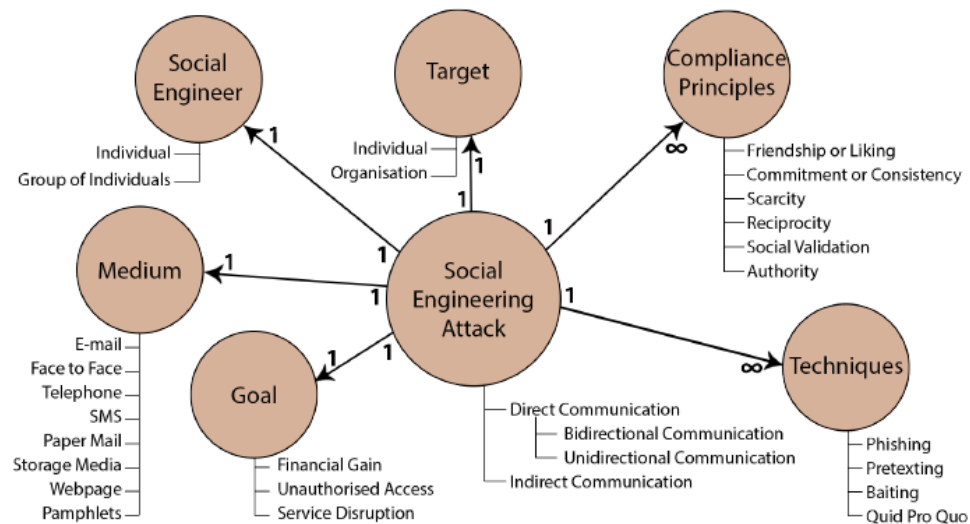 Social
Engineer
1
Individual
Group of Individuals
Target
1
Individual
Organisation
1
Compliance
Principles
∞
Friendship or Liking
Commitment or Consistency
Scarcity
Reciprocity
Social Validation
Authority
1
1
Medium
1
1
E-mail
Face to Face
Telephone
SMS
Paper Mail
Storage Media
Webpage
Pamphlets
Social
Engineering
Attack
1
Direct Communication
Bidirectional Communication
Unidirectional Communication
Indirect Communication
Goal
1
1
Financial Gain
Unauthorised Access
Service Disruption
Techniques
∞
Phishing
Pretexting
Baiting
Quid Pro Quo